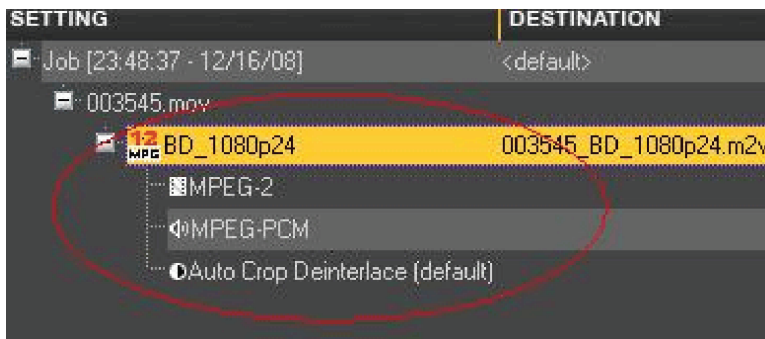 SETTING DESTINATION
Job [23:48:37 - 12/16/08] <default>
003545.mov
12 MPEG BD_1080p24 003545_BD_1080p24.m2v
MPEG-2
MPEG-PCM
Auto Crop Deinterlace (default)